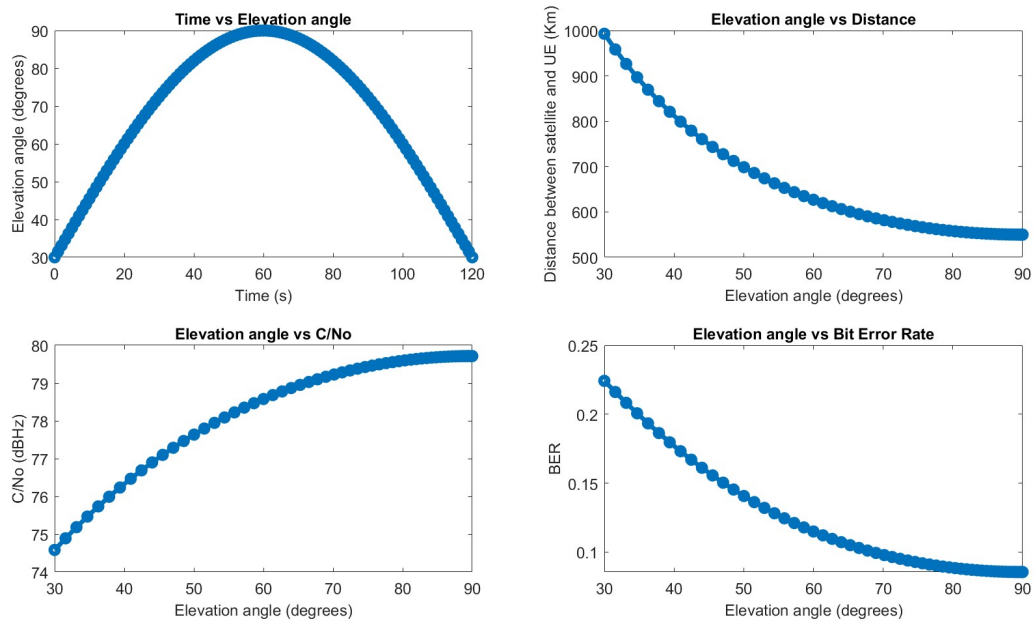 Time vs Elevation angle
90
80
70
60
50
40
30
0 20 40 60 80 100 120
Time (s)
Elevation angle (degrees)
Elevation angle vs Distance
1000
900
800
700
600
500
30 40 50 60 70 80 90
Elevation angle (degrees)
Distance between satellite and UE (Km)
Elevation angle vs C/No
80
79
78
77
76
75
74
30 40 50 60 70 80 90
Elevation angle (degrees)
C/No (dBHz)
Elevation angle vs Bit Error Rate
0.25
0.2
0.15
0.1
30 40 50 60 70 80 90
Elevation angle (degrees)
BER